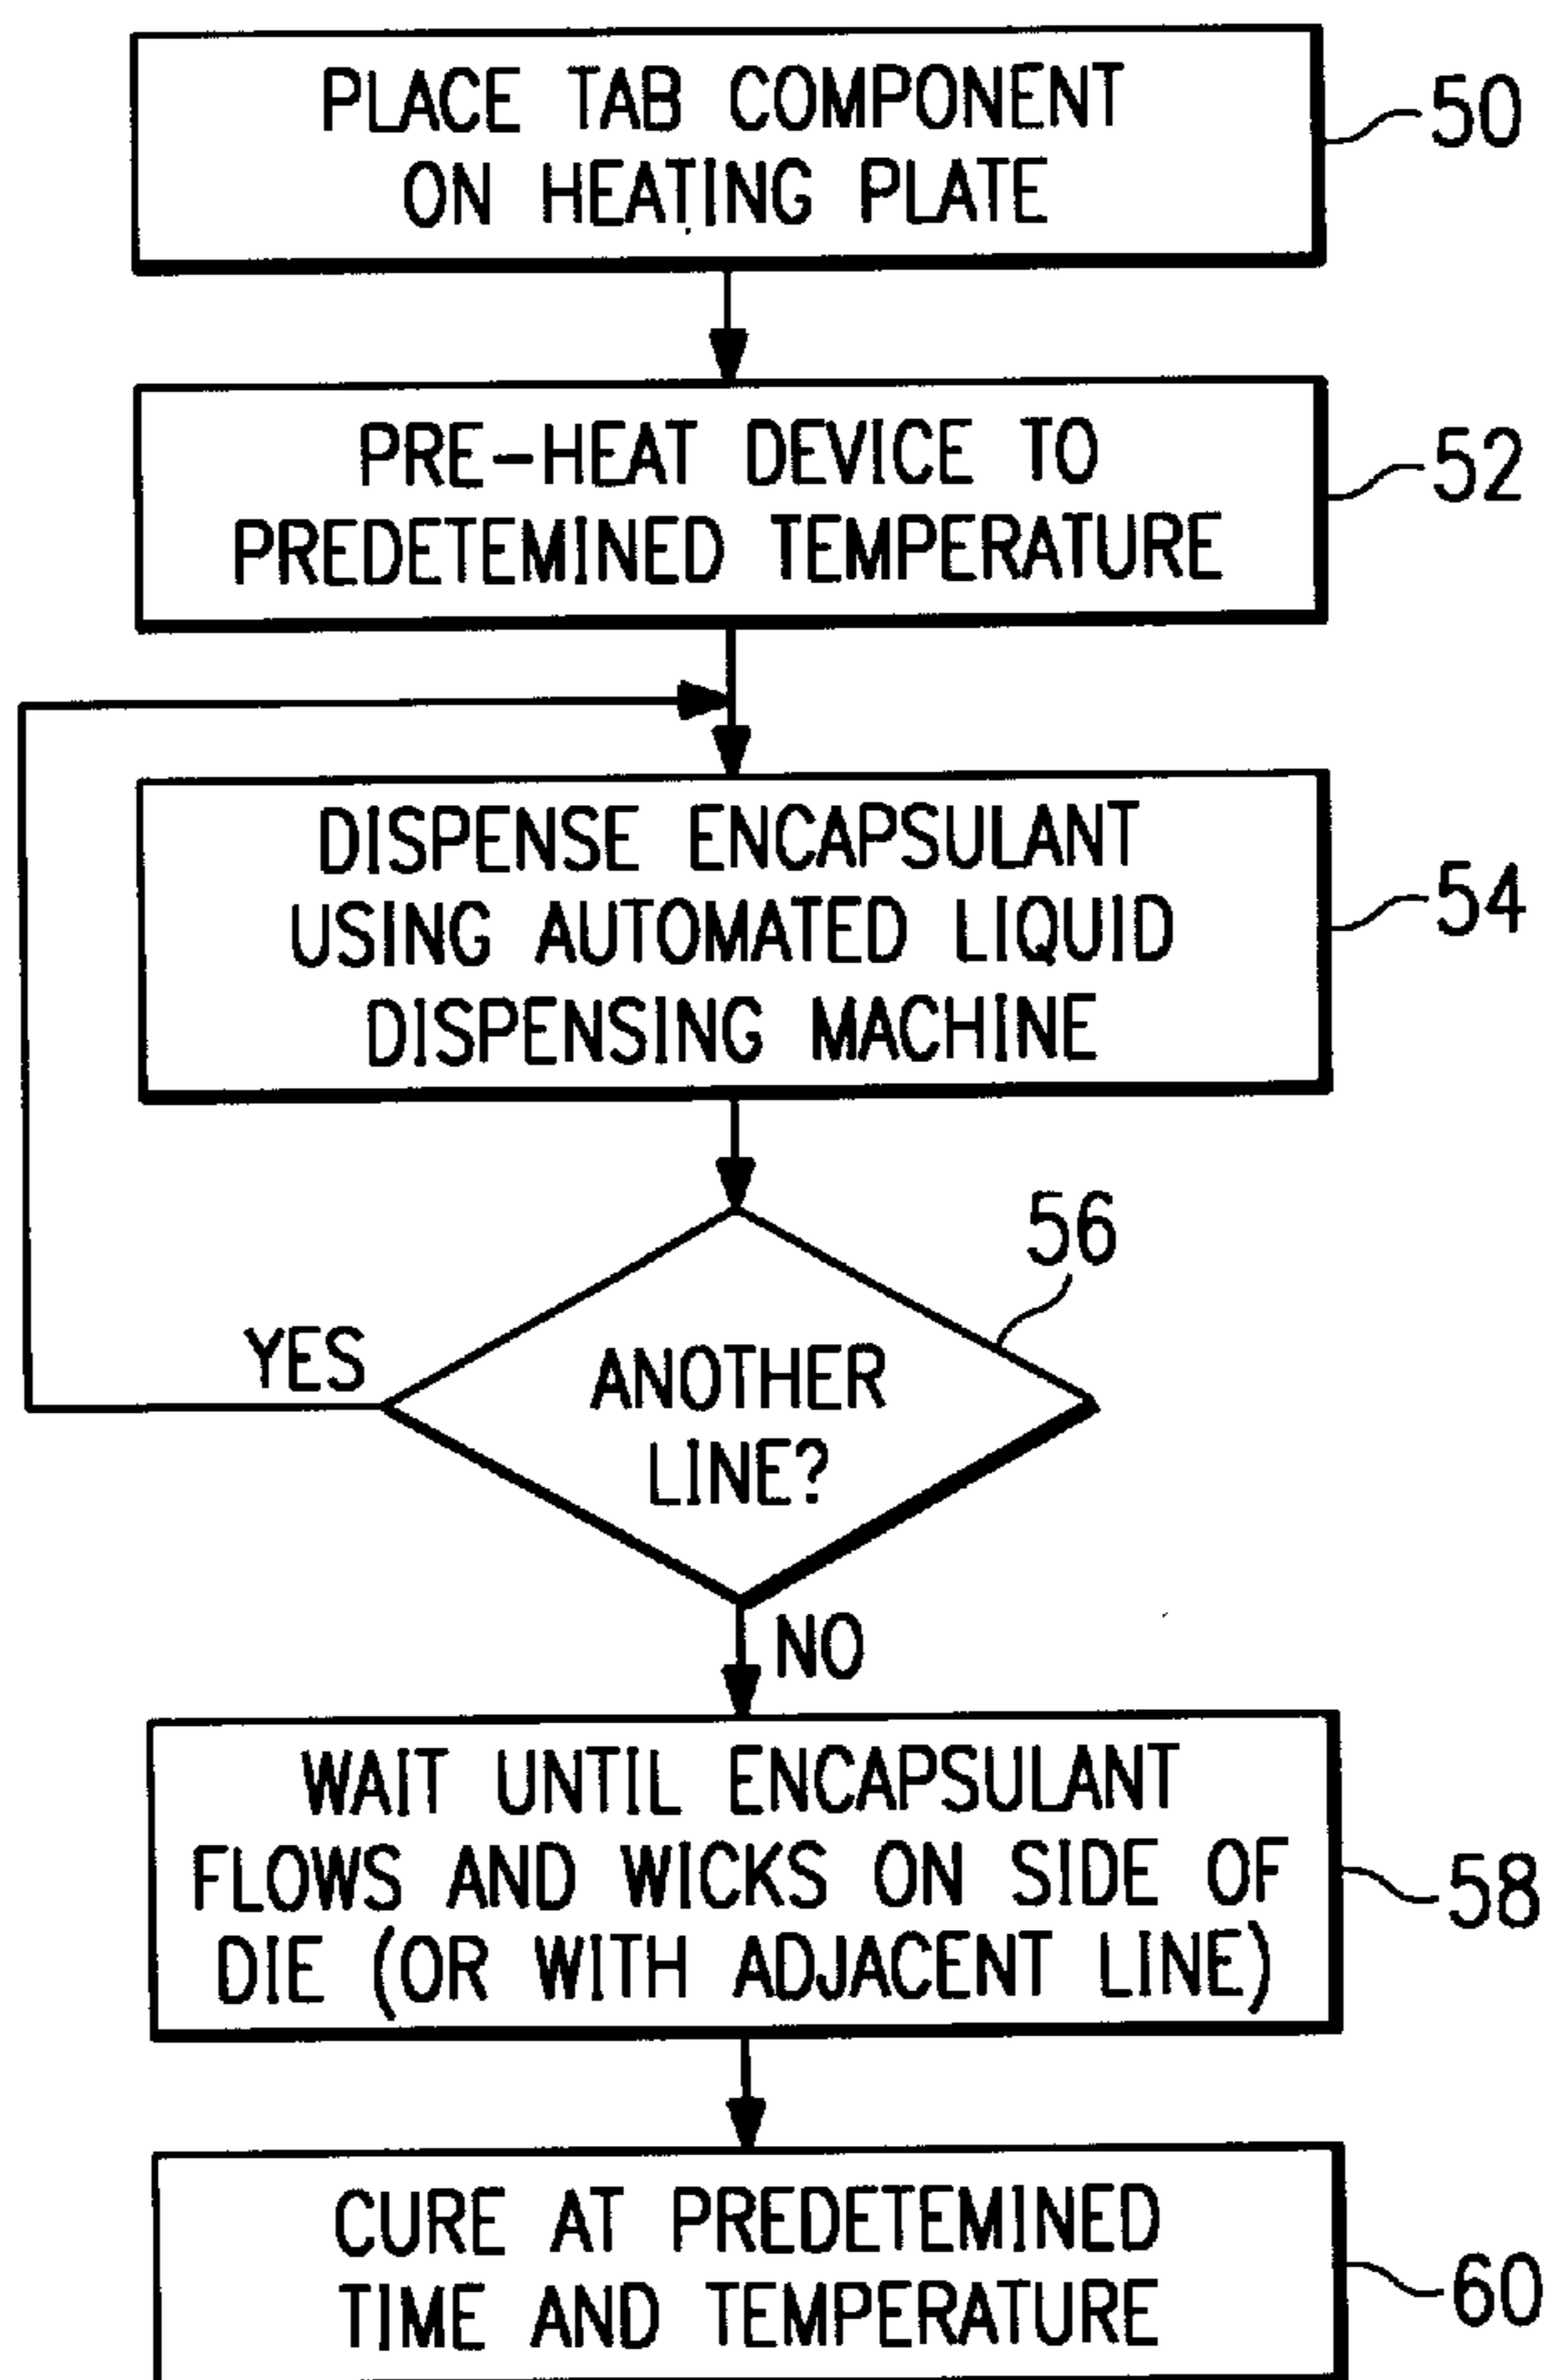 PLACE TAB COMPONENT
ON HEATING PLATE
50
PRE-HEAT DEVICE TO
PREDETEMINED TEMPERATURE
52
DISPENSE ENCAPSULANT
USING AUTOMATED LIQUID
DISPENSING MACHINE
54
56
YES
ANOTHER
LINE?
NO
WAIT UNTIL ENCAPSULANT
FLOWS AND WICKS ON SIDE OF
DIE (OR WITH ADJACENT LINE)
58
CURE AT PREDETEMINED
TIME AND TEMPERATURE
60